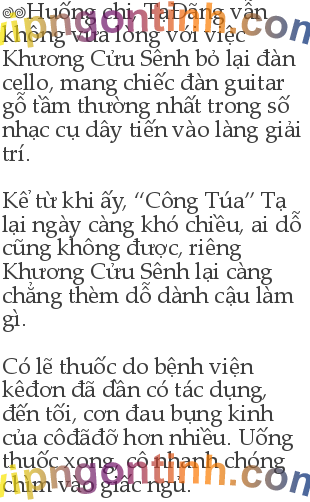 Huống chi, TạDãng vẫn
không vừa lòng với việc
Khương Cửu Sênh bỏ lại đàn
cello, mang chiếc đàn guitar
gỗ tầm thường nhất trong số
nhạc cụ dây tiến vào làng giải
trí.
Kể từ khi ấy, “Công Túa” Tạ
lại ngày càng khó chiều, ai dỗ
cũng không được, riêng
Khương Cửu Sênh lại càng
chẳng thèm dỗ dành cậu làm
gì.
Có lẽ thuốc do bệnh viện
kêđơn đã dần có tác dụng,
đến tối, cơn đau bụng kinh
của côđãđỡ hơn nhiều. Uống
thuốc xong, cô nhanh chóng
chìm vào giấc ngủ.